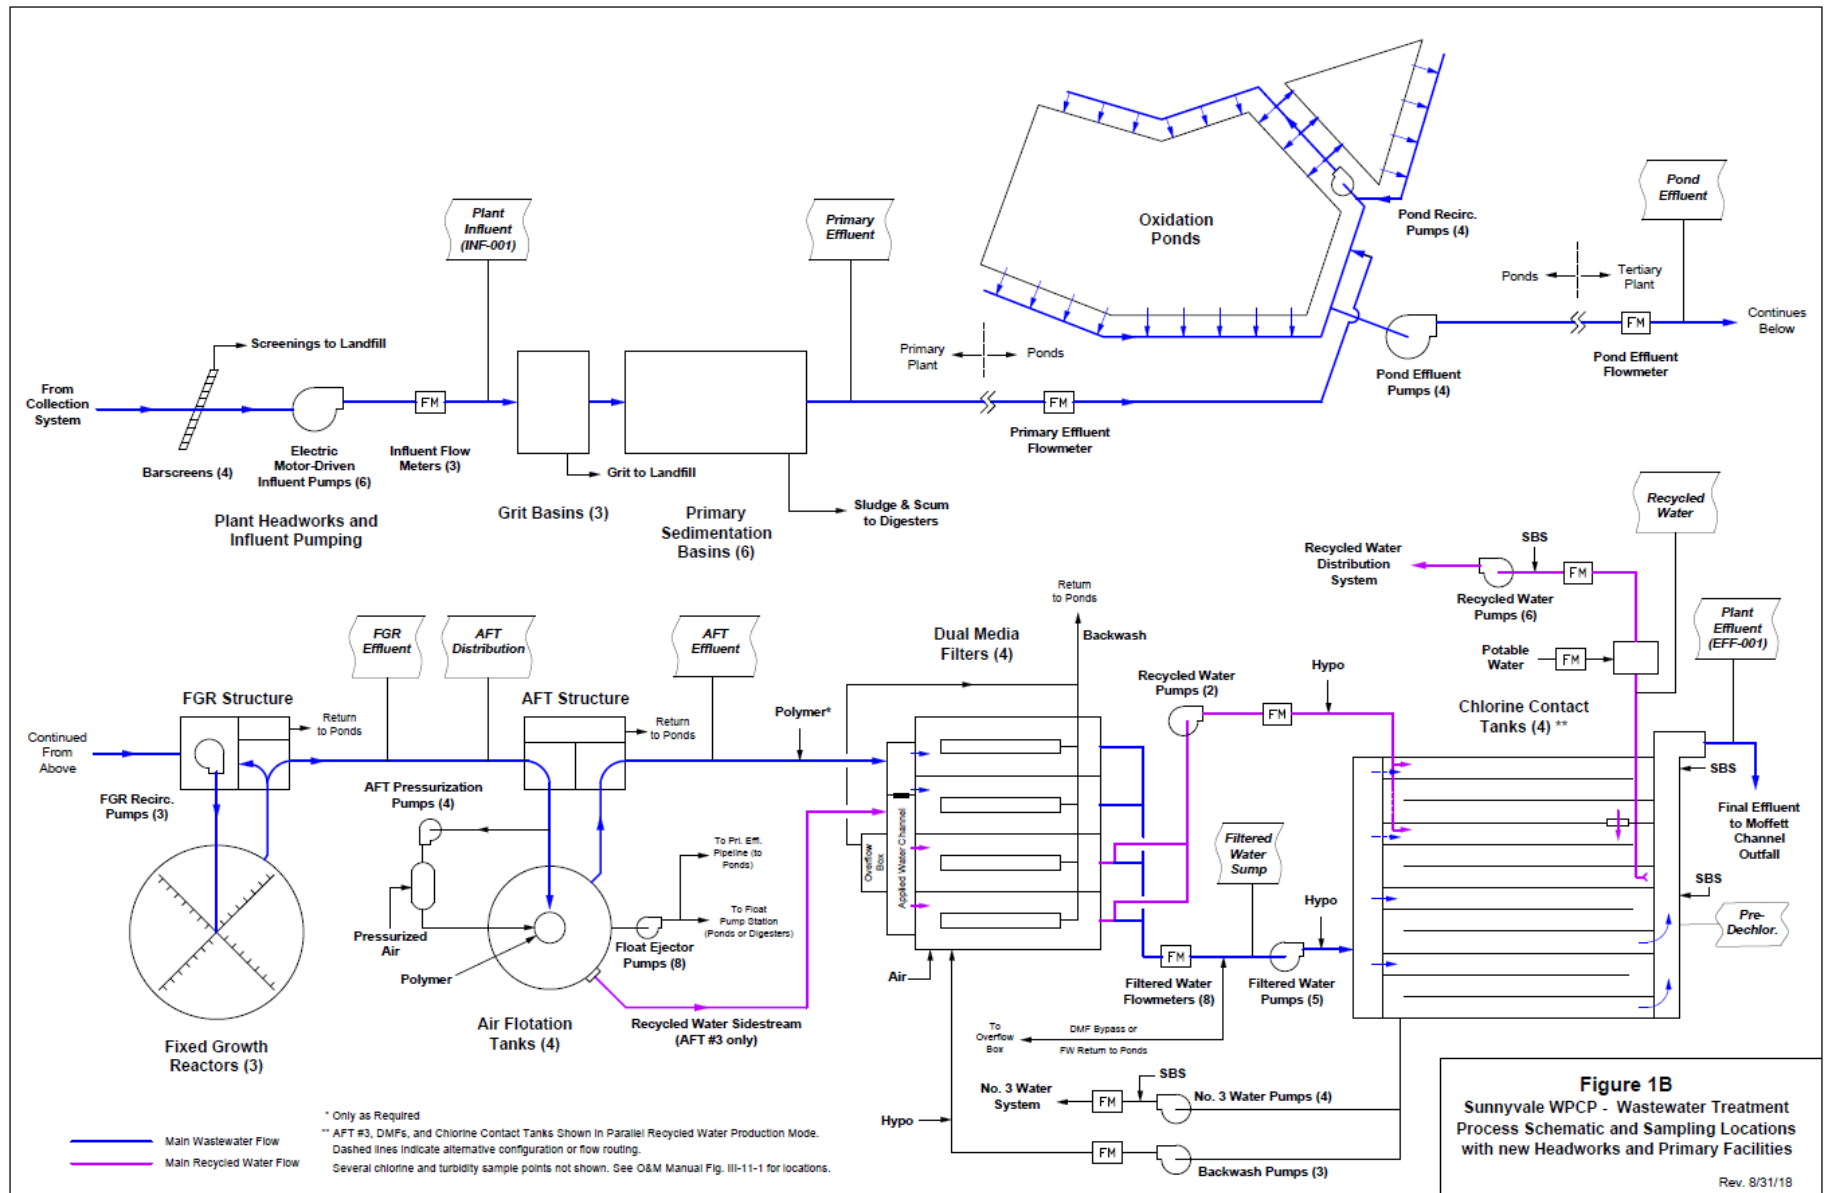 Plant
Influent
(INF-001)
Primary
Effluent
Pond
Effluent
Oxidation
Ponds
Pond Recirc.
Pumps (4)
Ponds
Tertiary
Plant
Continues
Below
FM
Pond Effluent
Flowmeter
Pond Effluent
Pumps (4)
Primary
Plant
Ponds
FM
Primary Effluent
Flowmeter
Screenings to Landfill
From
Collection
System
Barscreens (4)
Electric
Motor-Driven
Influent Pumps (6)
FM
Influent Flow
Meters (3)
Grit to Landfill
Sludge & Scum
to Digesters
Plant Headworks and
Influent Pumping
Grit Basins (3)
Primary
Sedimentation
Basins (6)
Recycled
Water
SBS
Recycled Water
Distribution
System
FM
Recycled Water
Pumps (6)
Plant
Effluent
(EFF-001)
Potable
Water
FM
Chlorine Contact
Tanks (4) **
SBS
Final Effluent
to Moffett
Channel
Outfall
SBS
Pre-
Dechlor.
FGR
Effluent
AFT
Distribution
AFT
Effluent
FGR Structure
AFT Structure
Return
to Ponds
Return
to Ponds
Return
to Ponds
Backwash
Dual Media
Filters (4)
Polymer*
Continued
From
Above
FGR Recirc.
Pumps (3)
AFT Pressurization
Pumps (4)
Pressurized
Air
Polymer
To Pri. Effl.
Pipeline (to
Ponds)
To Float
Pump Station
(Ponds or Digesters)
Float Ejector
Pumps (8)
Overflow
Box
Applied Water Channel
Air
Recycled Water
Pumps (2)
FM
Hypo
Filtered
Water
Sump
Hypo
FM
Filtered Water
Flowmeters (8)
Filtered Water
Pumps (5)
Fixed Growth
Reactors (3)
Air Flotation
Tanks (4)
Recycled Water Sidestream
(AFT #3 only)
To
Overflow
Box
DMF Bypass or
FW Return to Ponds
SBS
No. 3 Water
System
FM
No. 3 Water Pumps (4)
Hypo
FM
Backwash Pumps (3)
Main Wastewater Flow
Main Recycled Water Flow
* Only as Required
** AFT #3, DMFs, and Chlorine Contact Tanks Shown in Parallel Recycled Water Production Mode.
Dashed lines indicate alternative configuration or flow routing.
Several chlorine and turbidity sample points not shown. See O&M Manual Fig. III-11-1 for locations.
Figure 1B
Sunnyvale WPCP - Wastewater Treatment
Process Schematic and Sampling Locations
with new Headworks and Primary Facilities
Rev. 8/31/18